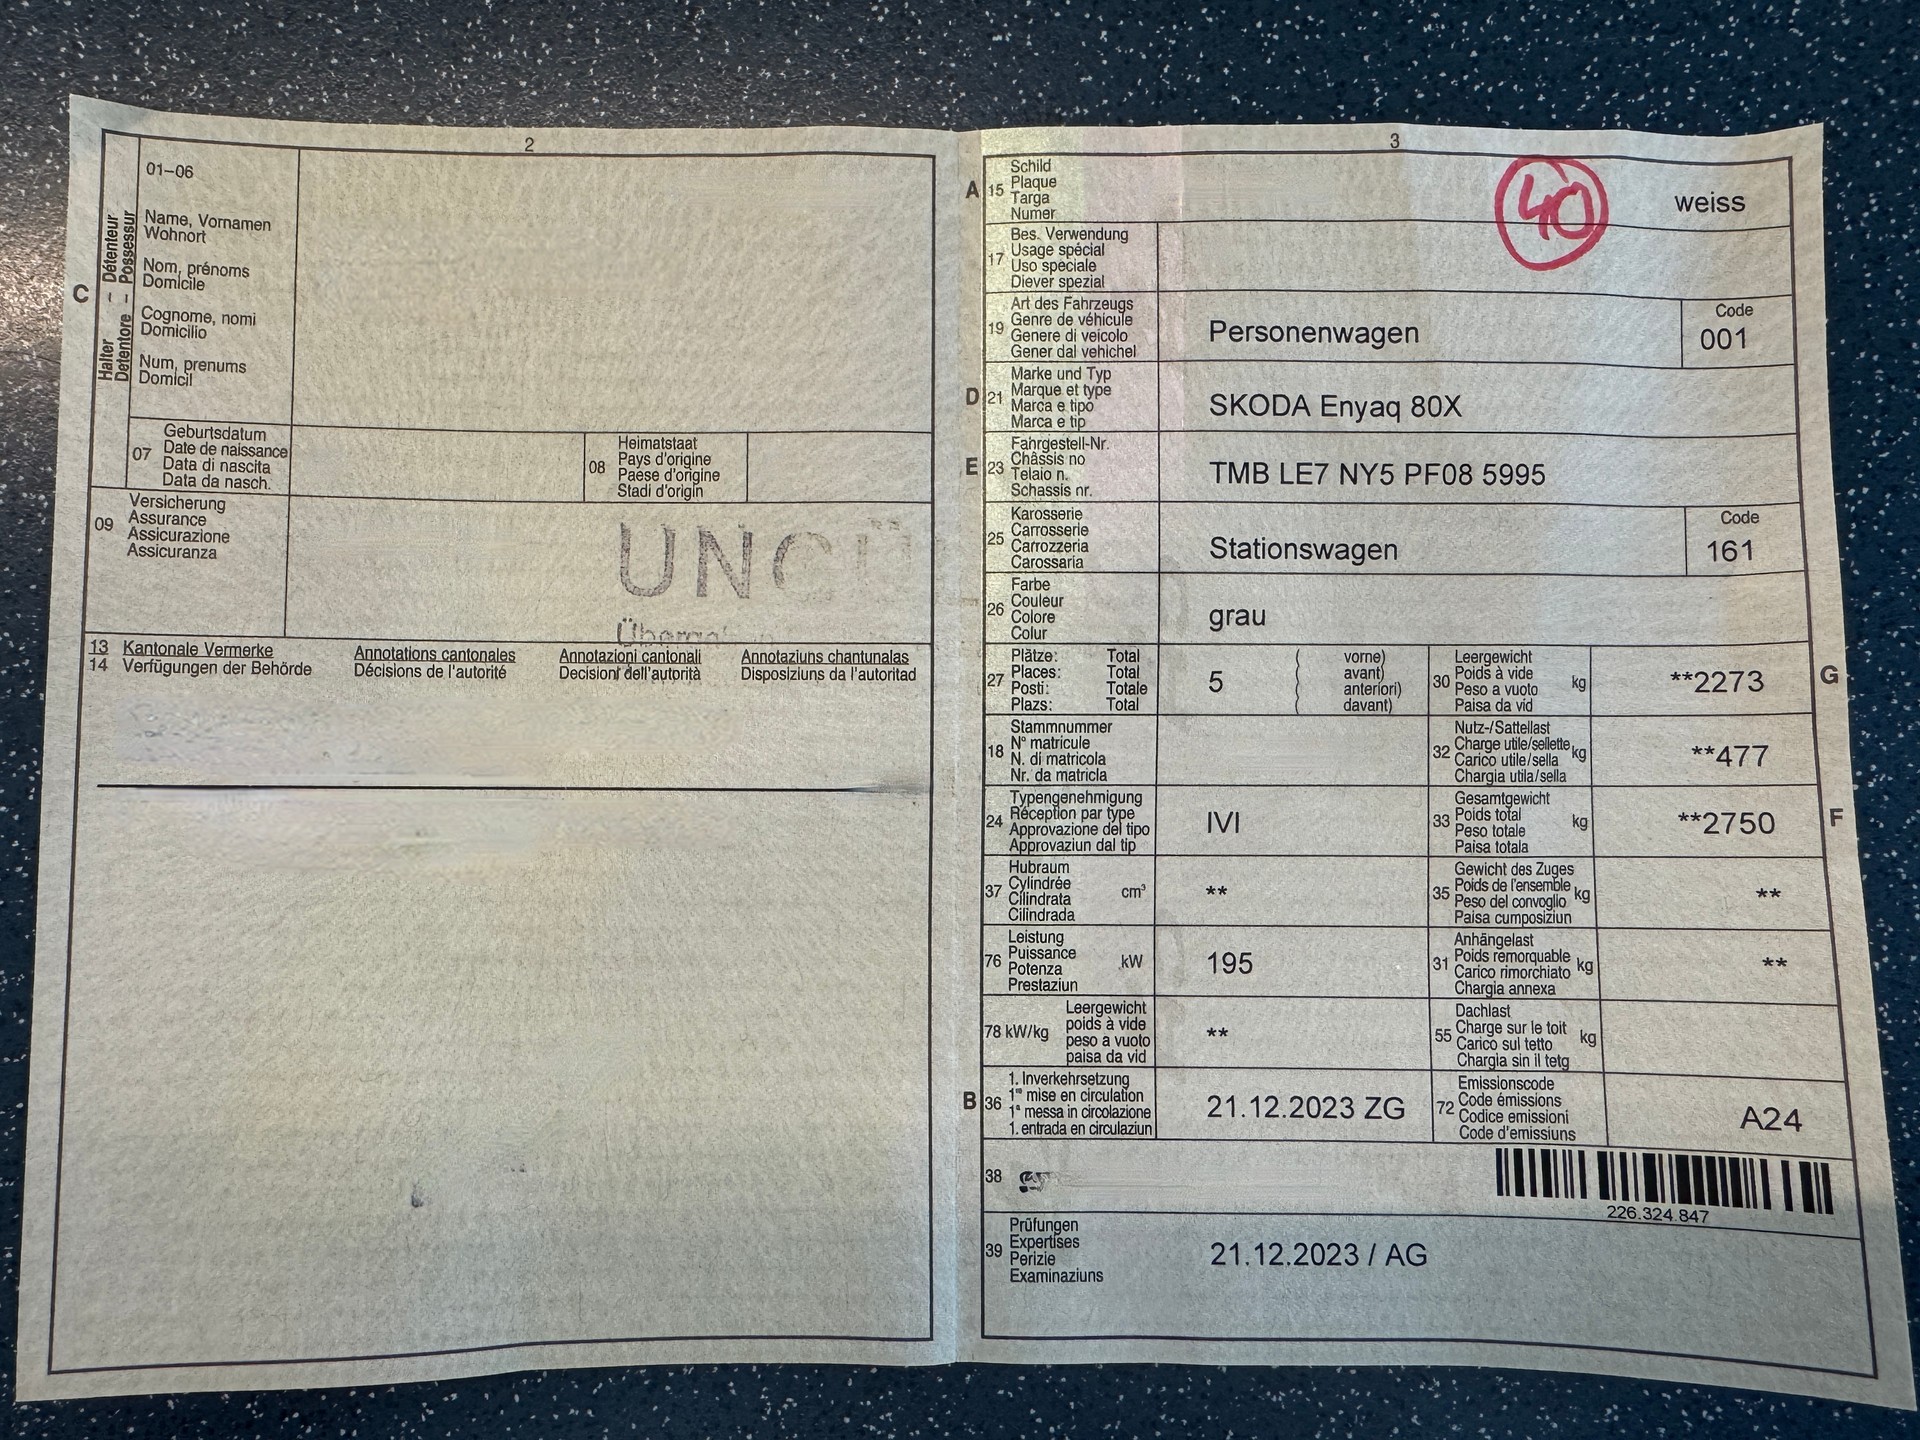 2
01–06
Name, Vornamen
Wohnort
Nom, prénoms
Domicile
Cognome, nomi
Domicilio
Num, prenums
Domicil
C
Halter – Détenteur
Detentore – Possessur
07
Geburtsdatum
Date de naissance
Data di nascita
Data da nasch.
08
Heimatstaat
Pays d'origine
Paese d'origine
Stadi d'origin
09
Versicherung
Assurance
Assicurazione
Assicuranza
13 Kantonale Vermerke Annotations cantonales Annotazioni cantonali Annotaziuns chantunalas
14 Verfügungen der Behörde Décisions de l'autorité Decisioni dell'autorità Disposiziuns da l'autoritad
3
A 15
Schild
Plaque
Targa
Numer
40
weiss
17
Bes. Verwendung
Usage spécial
Uso speciale
Diever spezial
19
Art des Fahrzeugs
Genre de véhicule
Genere di veicolo
Gener dal vehichel
Personenwagen
Code
001
D 21
Marke und Typ
Marque et type
Marca e tipo
Marca e tip
SKODA Enyaq 80X
E 23
Fahrgestell-Nr.
Châssis no
Telaio n.
Schassis nr.
TMB LE7 NY5 PF08 5995
25
Karosserie
Carrosserie
Carrozzeria
Carossaria
Stationswagen
Code
161
26
Farbe
Couleur
Colore
Colur
grau
27
Plätze: Total
Places: Total
Posti: Totale
Plazs: Total
5
vorne)
avant)
anteriori)
davant)
30
Leergewicht
Poids à vide
Peso a vuoto
Paisa da vid
kg
**2273
G
18
Stammnummer
N° matricule
N. di matricola
Nr. da matricla
32
Nutz-/Sattellast
Charge utile/sellette
Carico utile/sella
Chargia utila/sella
kg
**477
24
Typengenehmigung
Réception par type
Approvazione del tipo
Approvaziun dal tip
IVI
33
Gesamtgewicht
Poids total
Peso totale
Paisa totala
kg
**2750
F
37
Hubraum
Cylindrée
Cilindrata
Cilindrada
cm³
**
35
Gewicht des Zuges
Poids de l'ensemble
Peso del convoglio
Paisa cumposiziun
kg
**
76
Leistung
Puissance
Potenza
Prestaziun
kW
195
31
Anhängelast
Poids remorquable
Carico rimorchiato
Chargia annexa
kg
**
78 kW/kg
Leergewicht
poids à vide
peso a vuoto
paisa da vid
**
55
Dachlast
Charge sur le toit
Carico sul tetto
Chargia sin il tetg
kg
B 36
1. Inverkehrsetzung
1re mise en circulation
1a messa in circolazione
1. entrada en circulaziun
21.12.2023 ZG
72
Emissionscode
Code émissions
Codice emissioni
Code d'emissiuns
A24
38
226.324.847
39
Prüfungen
Expertises
Perizie
Examinaziuns
21.12.2023 / AG